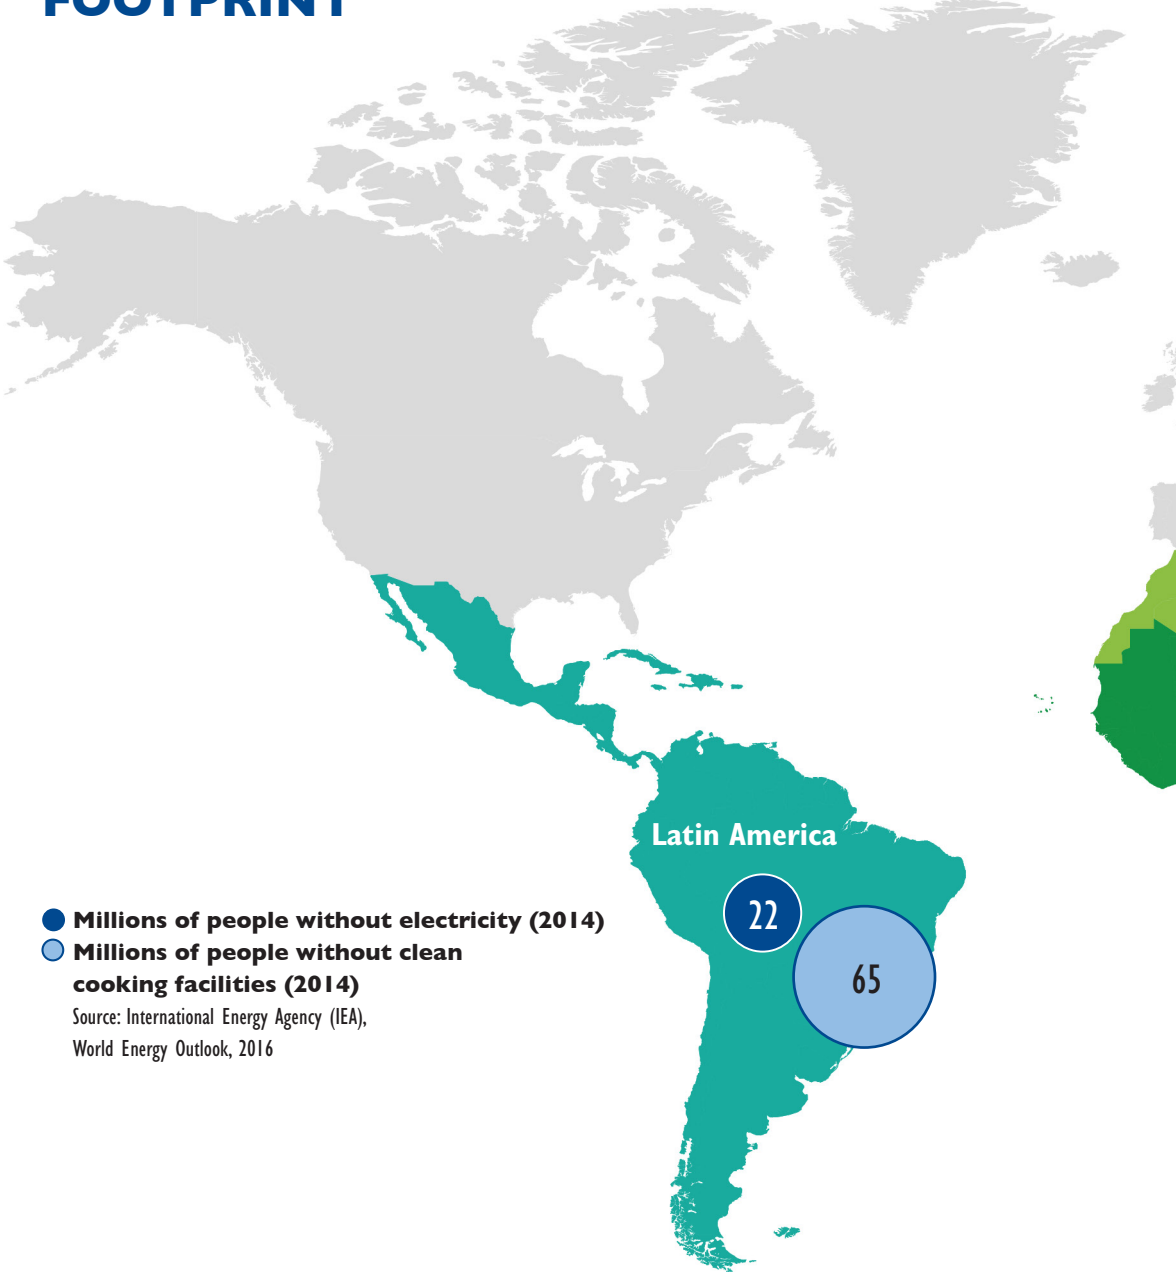 FOOTPRINT
Latin America
22
65
Millions of people without electricity (2014)
Millions of people without clean
cooking facilities (2014)
Source: International Energy Agency (IEA),
World Energy Outlook, 2016